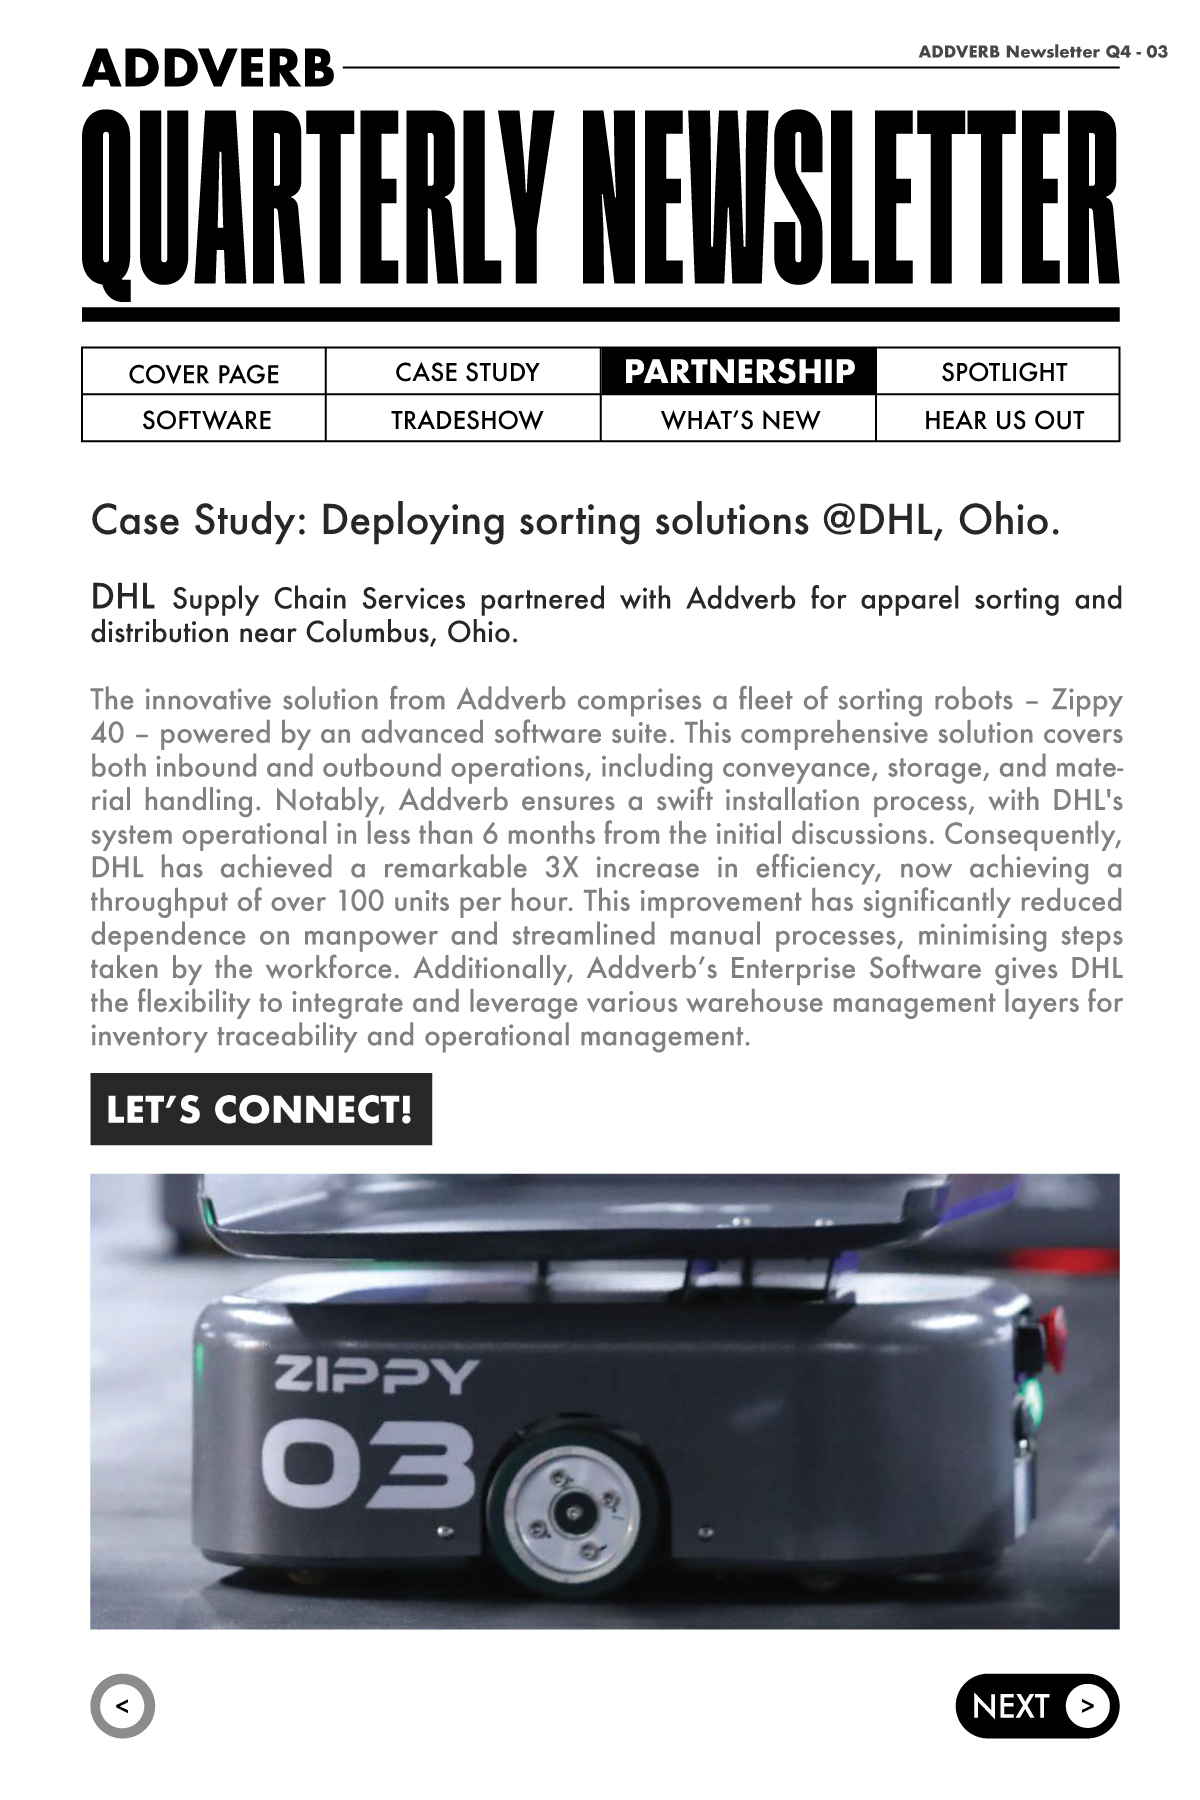 ADDVERB Newsletter Q4 - 03
ADDVERB
QUARTERLY NEWSLETTER
COVER PAGE CASE STUDY PARTNERSHIP SPOTLIGHT
SOFTWARE TRADESHOW WHAT’S NEW HEAR US OUT
Case Study: Deploying sorting solutions @DHL, Ohio.
DHL Supply Chain Services partnered with Addverb for apparel sorting and
distribution near Columbus, Ohio.
The innovative solution from Addverb comprises a fleet of sorting robots – Zippy
40 – powered by an advanced software suite. This comprehensive solution covers
both inbound and outbound operations, including conveyance, storage, and mate-
rial handling. Notably, Addverb ensures a swift installation process, with DHL's
system operational in less than 6 months from the initial discussions. Consequently,
DHL has achieved a remarkable 3X increase in efficiency, now achieving a
throughput of over 100 units per hour. This improvement has significantly reduced
dependence on manpower and streamlined manual processes, minimising steps
taken by the workforce. Additionally, Addverb’s Enterprise Software gives DHL
the flexibility to integrate and leverage various warehouse management layers for
inventory traceability and operational management.
LET’S CONNECT!
ZIPPY
03
<
NEXT >